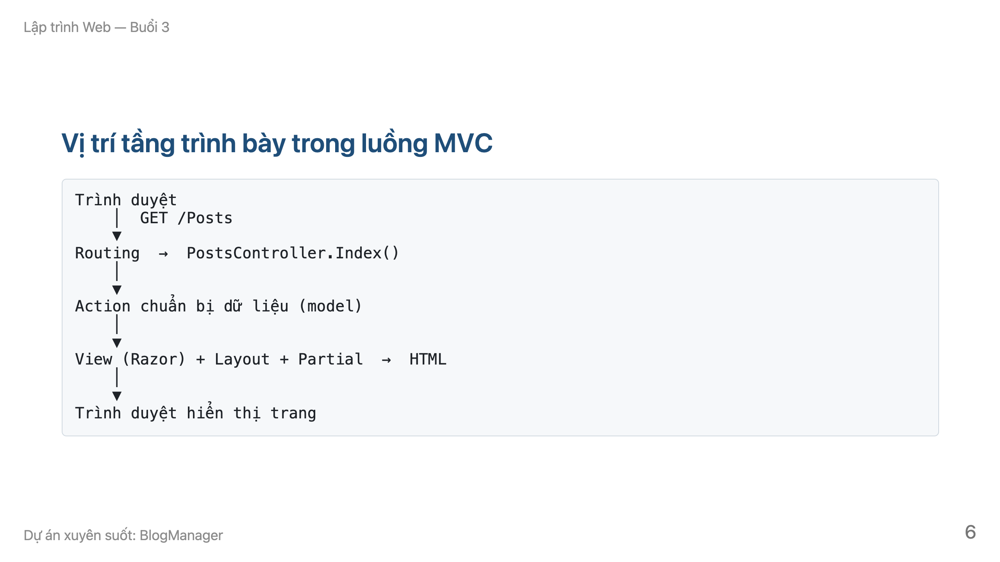 Lập trình Web — Buổi 3
Vị trí tầng trình bày trong luồng MVC
Trình duyệt
│  GET /Posts
▼
Routing  →  PostsController.Index()
│
▼
Action chuẩn bị dữ liệu (model)
│
▼
View (Razor) + Layout + Partial  →  HTML
│
▼
Trình duyệt hiển thị trang
Dự án xuyên suốt: BlogManager
6